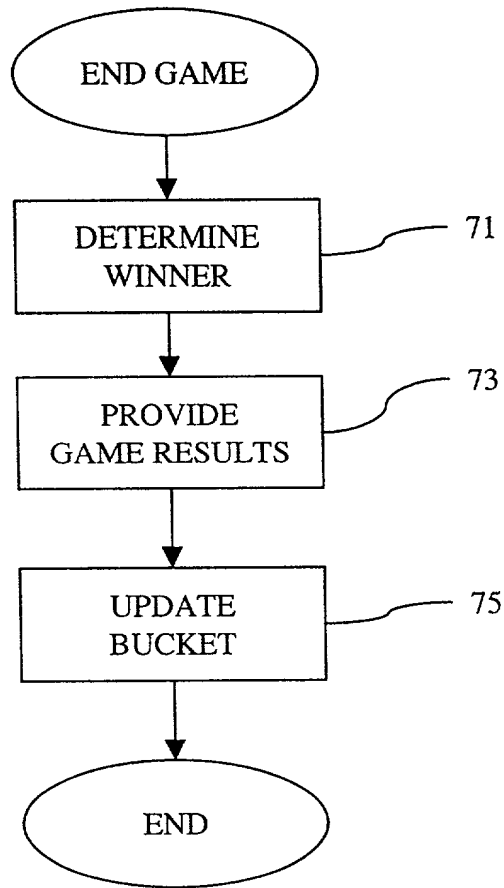 END GAME
DETERMINE
WINNER
71
PROVIDE
GAME RESULTS
73
UPDATE
BUCKET
75
END